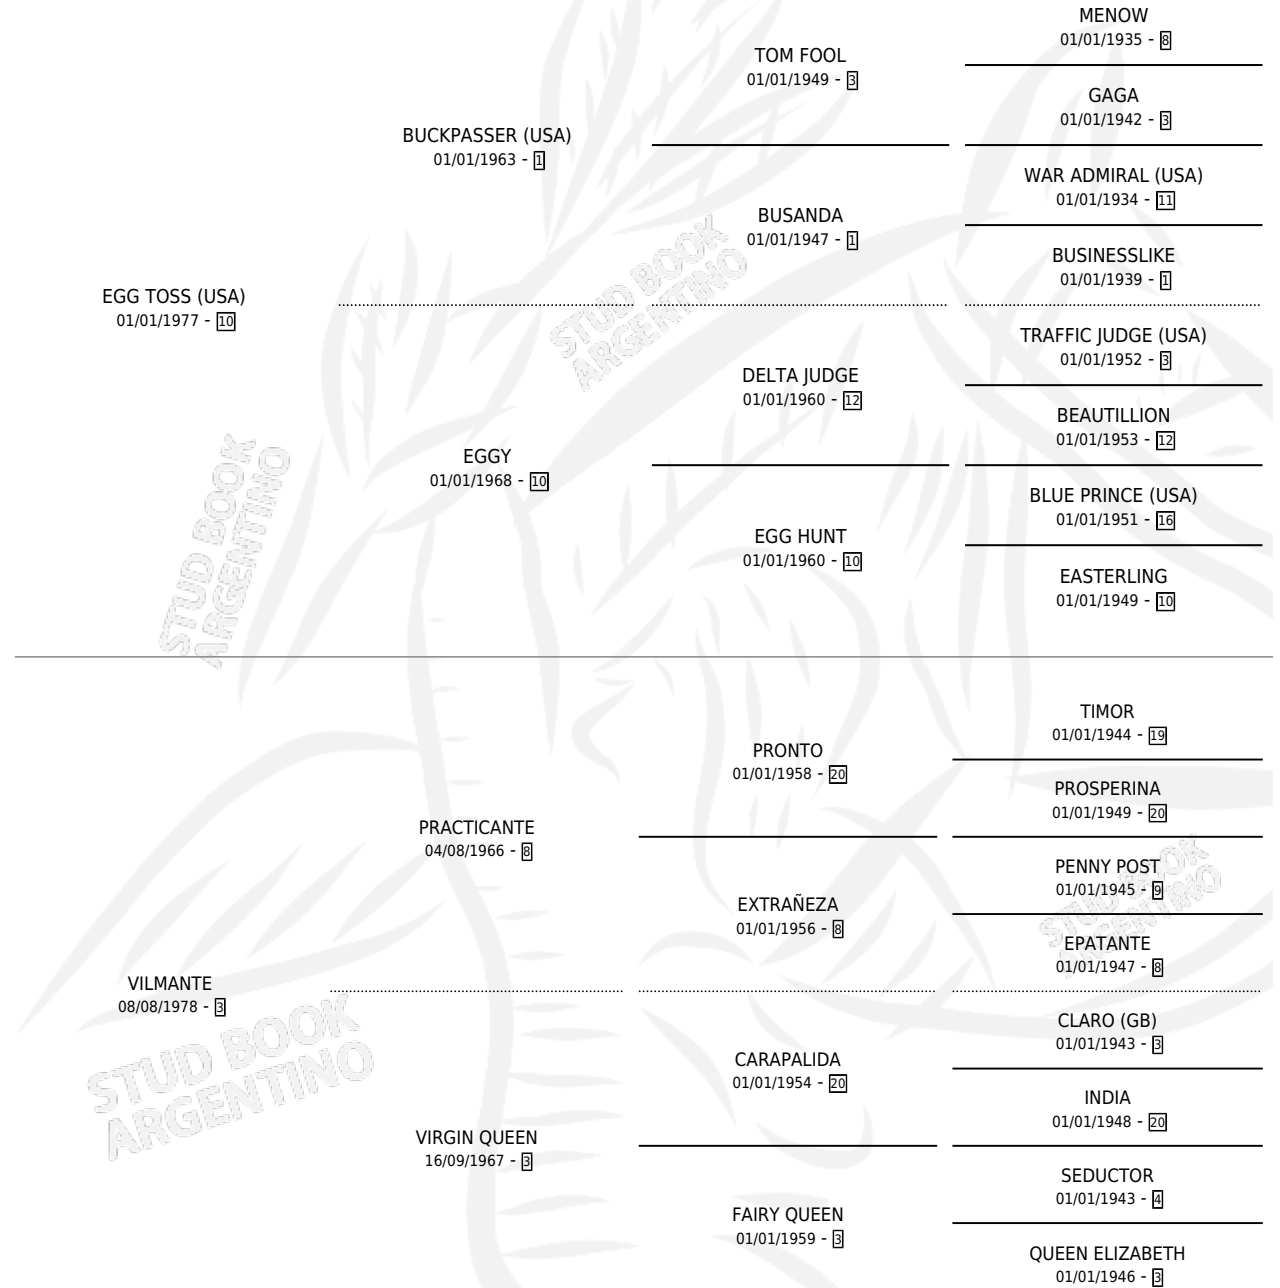 MENOW
01/01/1935 - 8
TOM FOOL
01/01/1949 - 3
GAGA
01/01/1942 - 3
BUCKPASSER (USA)
01/01/1963 - 1
WAR ADMIRAL (USA)
01/01/1934 - 11
BUSANDA
01/01/1947 - 1
BUSINESSLIKE
01/01/1939 - 1
EGG TOSS (USA)
01/01/1977 - 10
TRAFFIC JUDGE (USA)
01/01/1952 - 3
DELTA JUDGE
01/01/1960 - 12
BEAUTILLION
01/01/1953 - 12
EGGY
01/01/1968 - 10
BLUE PRINCE (USA)
01/01/1951 - 16
EGG HUNT
01/01/1960 - 10
EASTERLING
01/01/1949 - 10
TIMOR
01/01/1944 - 19
PRONTO
01/01/1958 - 20
PROSPERINA
01/01/1949 - 20
PRACTICANTE
04/08/1966 - 8
PENNY POST
01/01/1945 - 9
EXTRAÑEZA
01/01/1956 - 8
EPATANTE
01/01/1947 - 8
VILMANTE
08/08/1978 - 3
CLARO (GB)
01/01/1943 - 3
CARAPALIDA
01/01/1954 - 20
INDIA
01/01/1948 - 20
VIRGIN QUEEN
16/09/1967 - 3
SEDUCTOR
01/01/1943 - 4
FAIRY QUEEN
01/01/1959 - 3
QUEEN ELIZABETH
01/01/1946 - 3
STUD BOOK
ARGENTINO
STUD BOOK
ARGENTINO
STUD BOOK
ARGENTINO
STUD BOOK
ARGENTINO